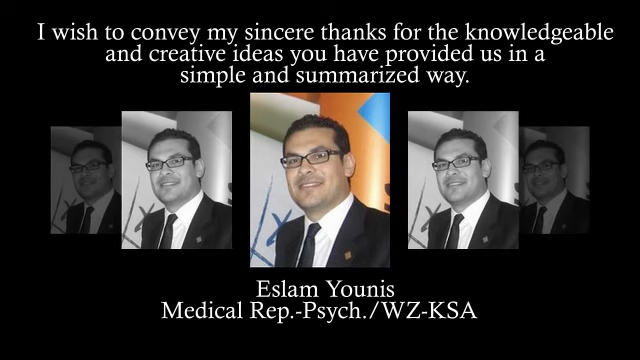 I wish to convey my sincere thanks for the knowledgeable
and creative ideas you have provided us in a
simple and summarized way.
Eslam Younis
Medical Rep.-Psych./WZ-KSA